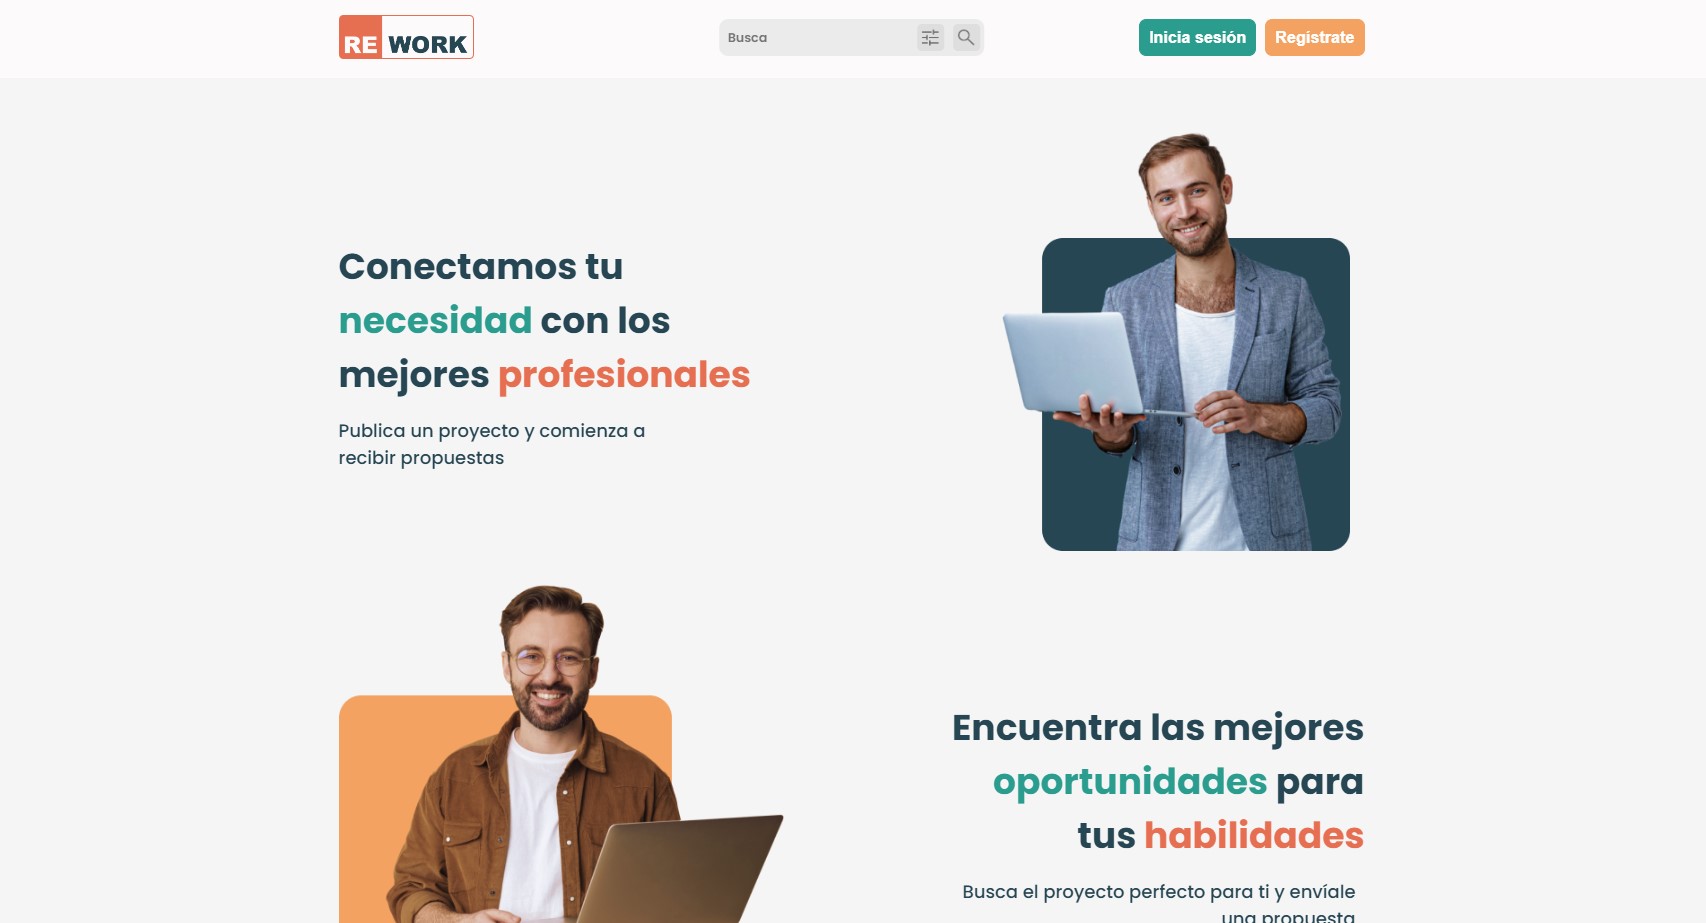 RE WORK
Busca
Inicia sesión
Regístrate
Conectamos tu
necesidad con los
mejores profesionales
Publica un proyecto y comienza a
recibir propuestas
Encuentra las mejores
oportunidades para
tus habilidades
Busca el proyecto perfecto para ti y envíale
una propuesta